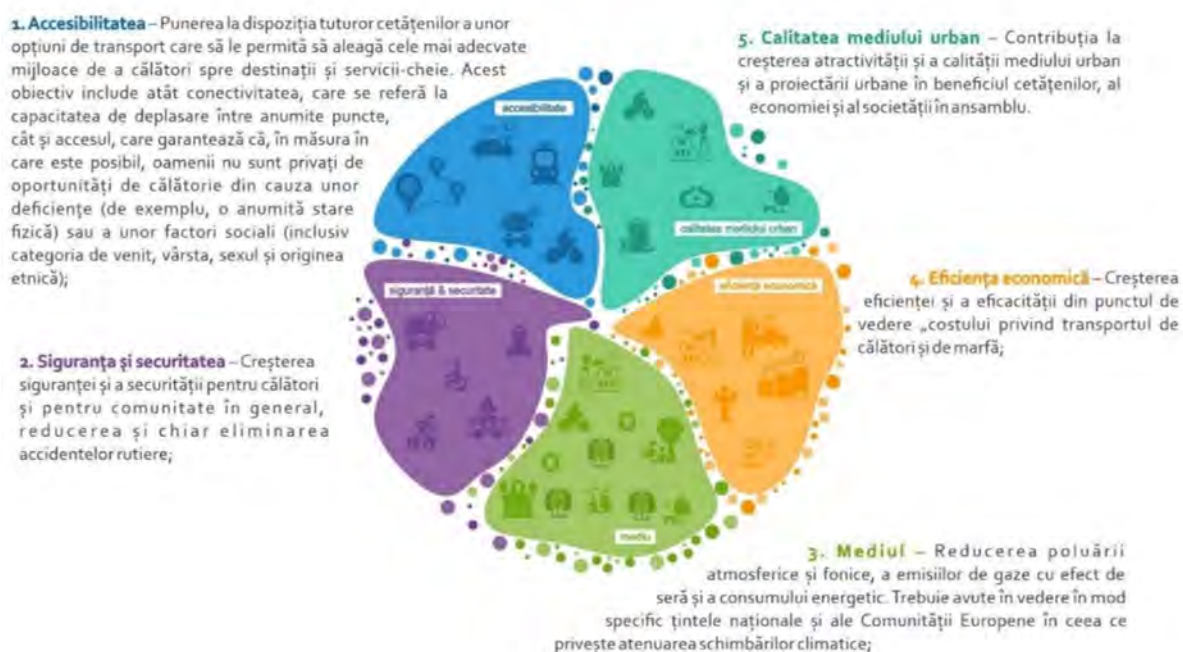 1. Accesibilitatea – Punerea la dispoziția tuturor cetățenilor a unor
opțiuni de transport care să le permită să aleagă cele mai adecvate
mijloace de a călători spre destinații și servicii-cheie. Acest
obiectiv include atât conectivitatea, care se referă la
capacitatea de deplasare între anumite puncte,
cât și accesul, care garantează că, în măsura în
care este posibil, oamenii nu sunt privați de
oportunități de călătorie din cauza unor
deficiențe (de exemplu, o anumită stare
fizică) sau a unor factori sociali (inclusiv
categoria de venit, vârsta, sexul și originea
etnică);
2. Siguranța și securitatea – Creșterea
siguranței și a securității pentru călători
și pentru comunitate în general,
reducerea și chiar eliminarea
accidentelor rutiere;
accesibilitate
calitatea mediului urban
siguranță & securitate
eficiență economică
mediu
5. Calitatea mediului urban – Contribuția la
creșterea atractivității și a calității mediului urban
și a proiectării urbane în beneficiul cetățenilor, al
economiei și al societății în ansamblu.
4. Eficiența economică – Creșterea
eficienței și a eficacității din punctul de
vedere „costului privind transportul de
călători și de marfă;
3. Mediul – Reducerea poluării
atmosferice și fonice, a emisiilor de gaze cu efect de
seră și a consumului energetic. Trebuie avute în vedere în mod
specific țintele naționale și ale Comunității Europene în ceea ce
privește atenuarea schimbărilor climatice;